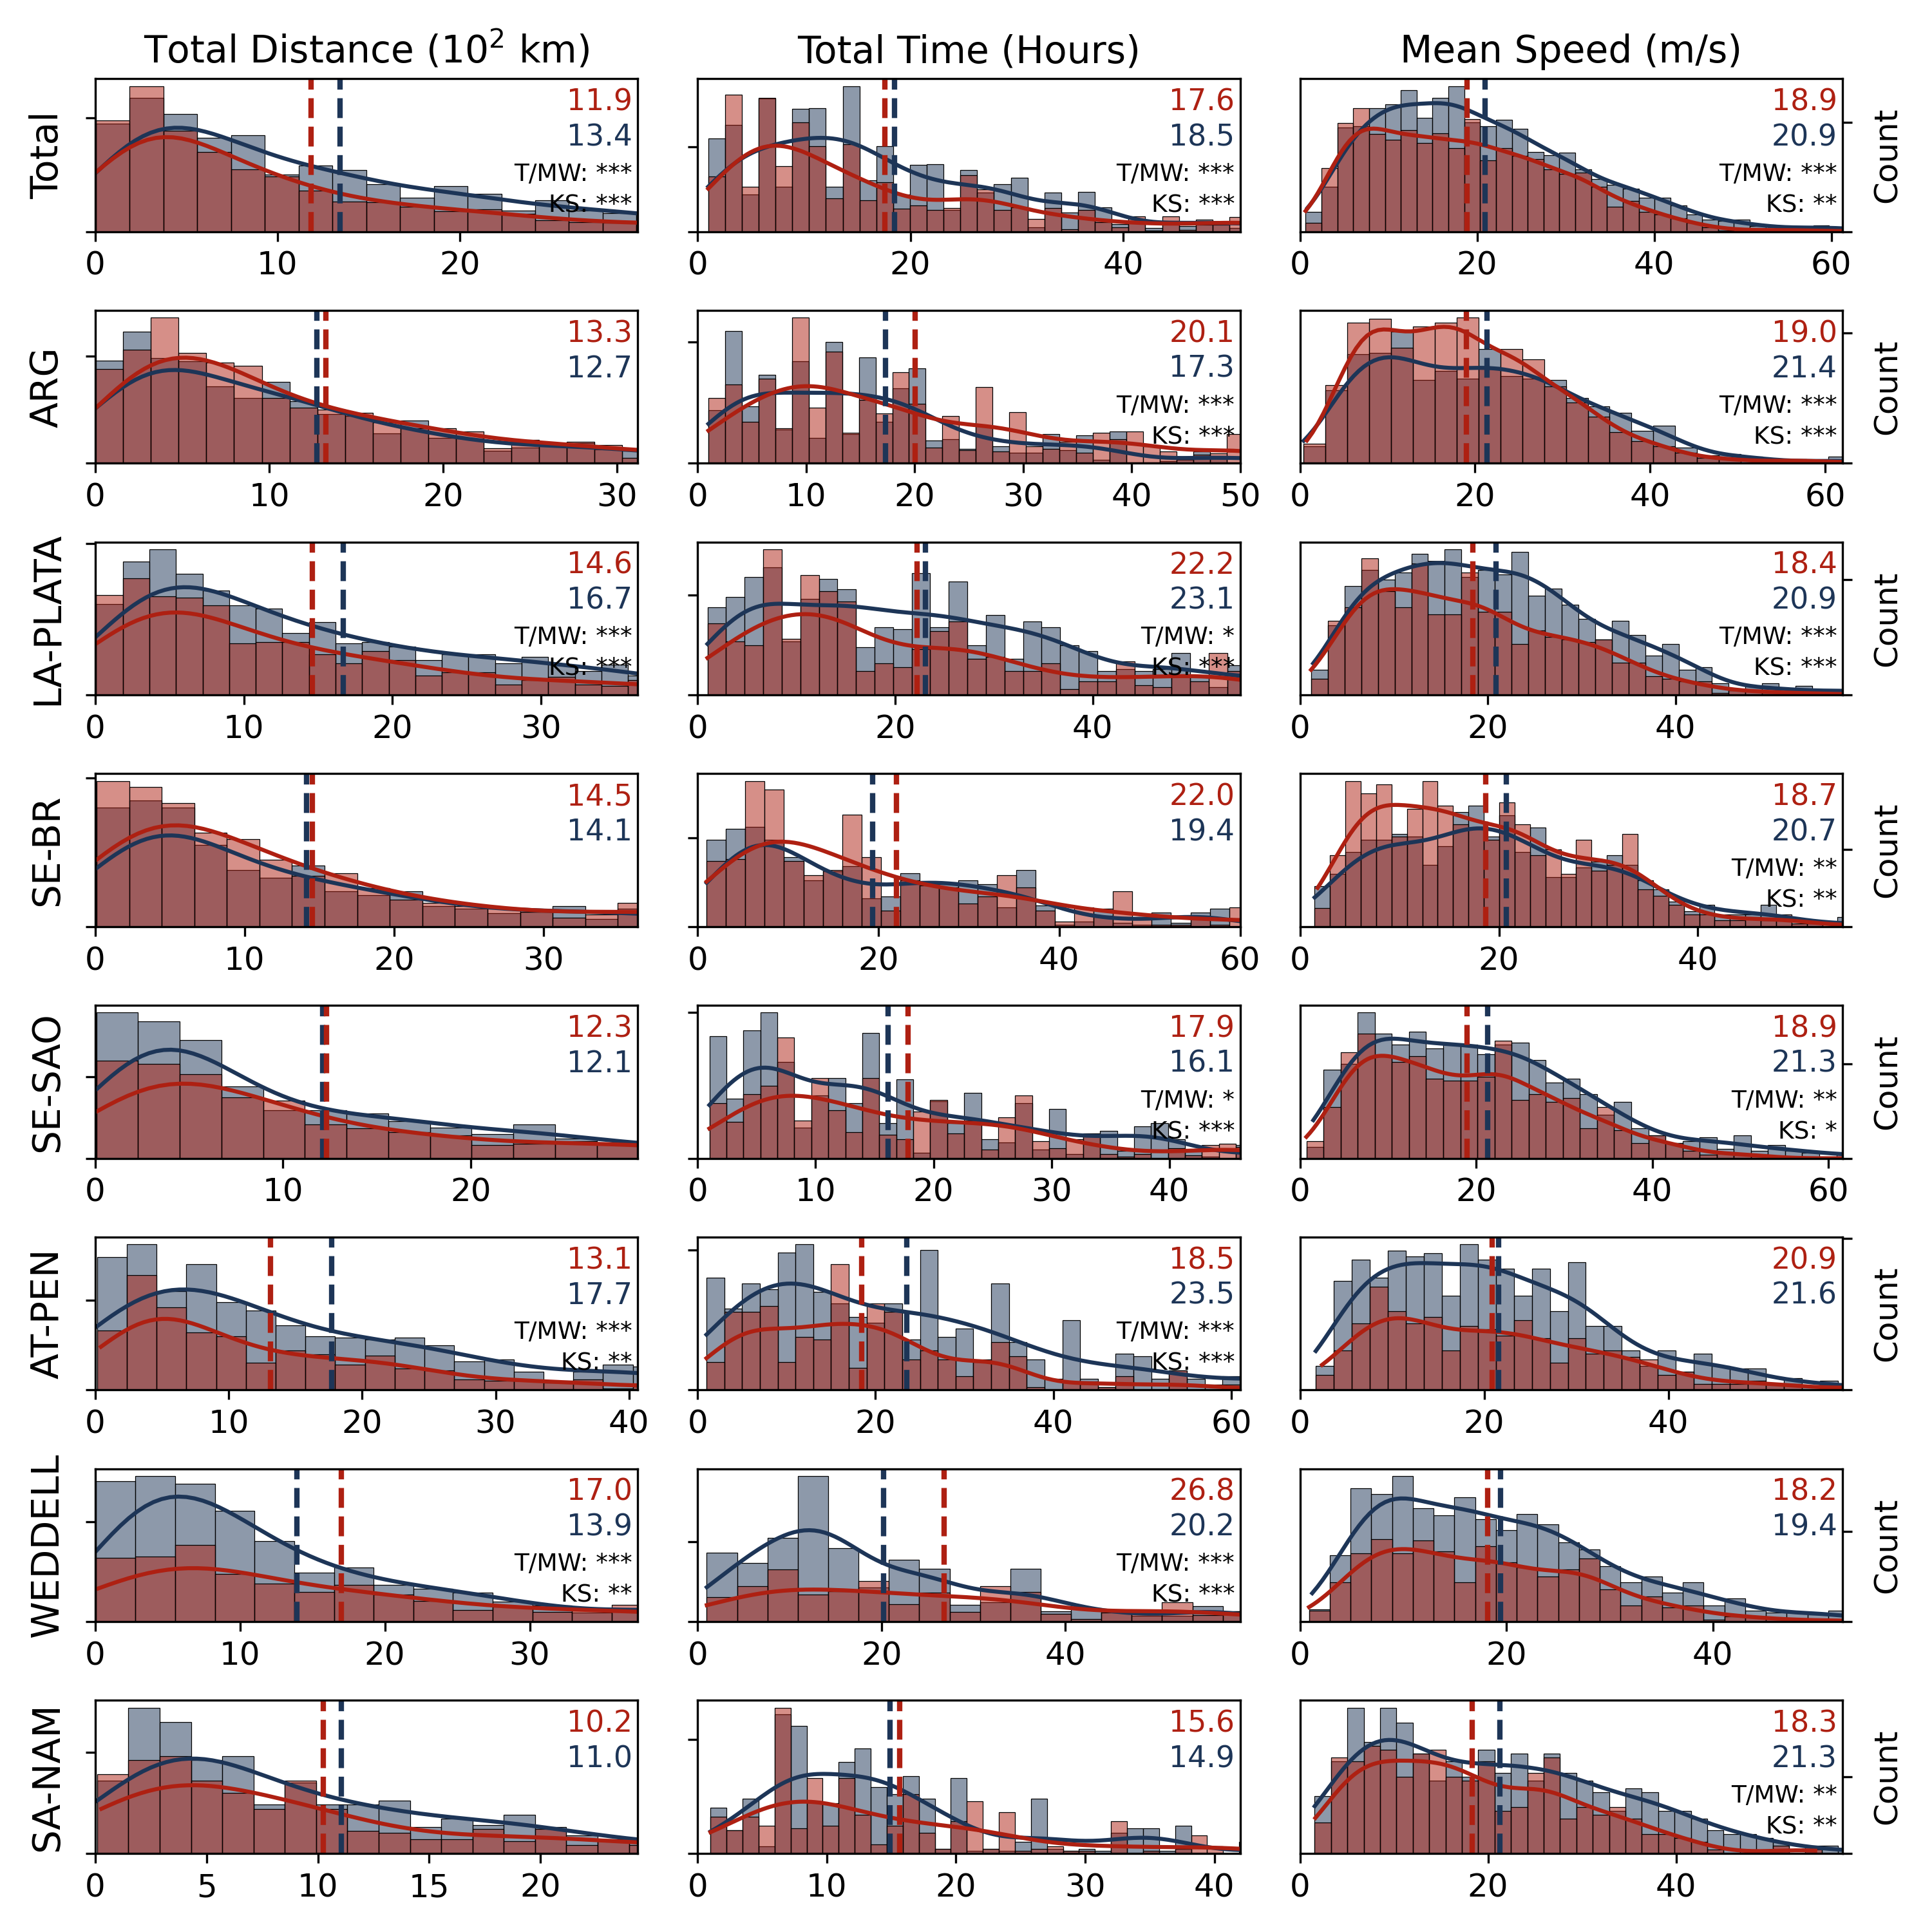 Total Distance (10² km)
Total Time (Hours)
Mean Speed (m/s)
Total
11.9
13.4
T/MW: ***
KS: ***
0 10 20
17.6
18.5
T/MW: ***
KS: ***
0 20 40
18.9
20.9
T/MW: ***
KS: **
0 20 40 60
Count
ARG
13.3
12.7
0 10 20 30
20.1
17.3
T/MW: ***
KS: ***
0 10 20 30 40 50
19.0
21.4
T/MW: ***
KS: ***
0 20 40 60
Count
LA-PLATA
14.6
16.7
T/MW: ***
KS: ***
0 10 20 30
22.2
23.1
T/MW: *
KS: ***
0 20 40
18.4
20.9
T/MW: ***
KS: ***
0 20 40
Count
SE-BR
14.5
14.1
0 10 20 30
22.0
19.4
0 20 40 60
18.7
20.7
T/MW: **
KS: **
0 20 40
Count
SE-SAO
12.3
12.1
0 10 20
17.9
16.1
T/MW: *
KS: ***
0 10 20 30 40
18.9
21.3
T/MW: **
KS: *
0 20 40 60
Count
AT-PEN
13.1
17.7
T/MW: ***
KS: **
0 10 20 30 40
18.5
23.5
T/MW: ***
KS: ***
0 20 40 60
20.9
21.6
0 20 40
Count
WEDDELL
17.0
13.9
T/MW: ***
KS: **
0 10 20 30
26.8
20.2
T/MW: ***
KS: ***
0 20 40
18.2
19.4
0 20 40
Count
SA-NAM
10.2
11.0
0 5 10 15 20
15.6
14.9
0 10 20 30 40
18.3
21.3
T/MW: **
KS: **
0 20 40
Count